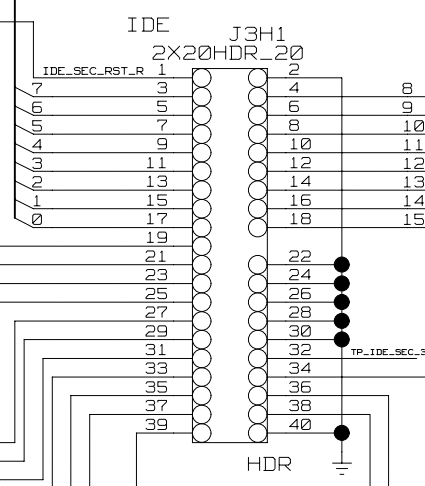 IDE
J3H1
2X20HDR_20
IDE_SEC_RST_R 1 2
7 3 4 8
6 5 6 9
5 7 8 10
4 9 10 11
3 11 12 12
2 13 14 13
1 15 16 14
0 17 18 15
19
21 22
23 24
25 26
27 28
29 30
31 32 TP_IDE_SEC_3
33 34
35 36
37 38
39 40
HDR